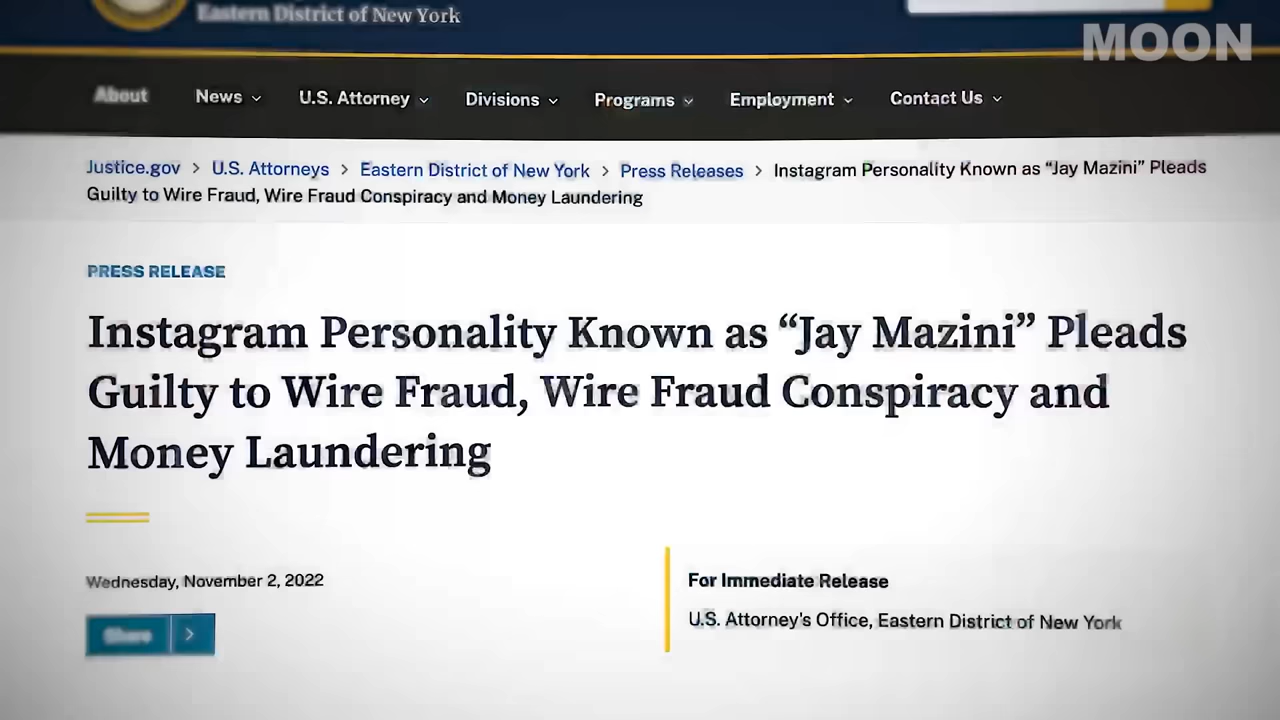 Eastern District of New York
MOON
About News U.S. Attorney Divisions Programs Employment Contact Us
Justice.gov > U.S. Attorneys > Eastern District of New York > Press Releases > Instagram Personality Known as “Jay Mazini” Pleads
Guilty to Wire Fraud, Wire Fraud Conspiracy and Money Laundering
PRESS RELEASE
Instagram Personality Known as “Jay Mazini” Pleads
Guilty to Wire Fraud, Wire Fraud Conspiracy and
Money Laundering
Wednesday, November 2, 2022
For Immediate Release
Share >
U.S. Attorney's Office, Eastern District of New York